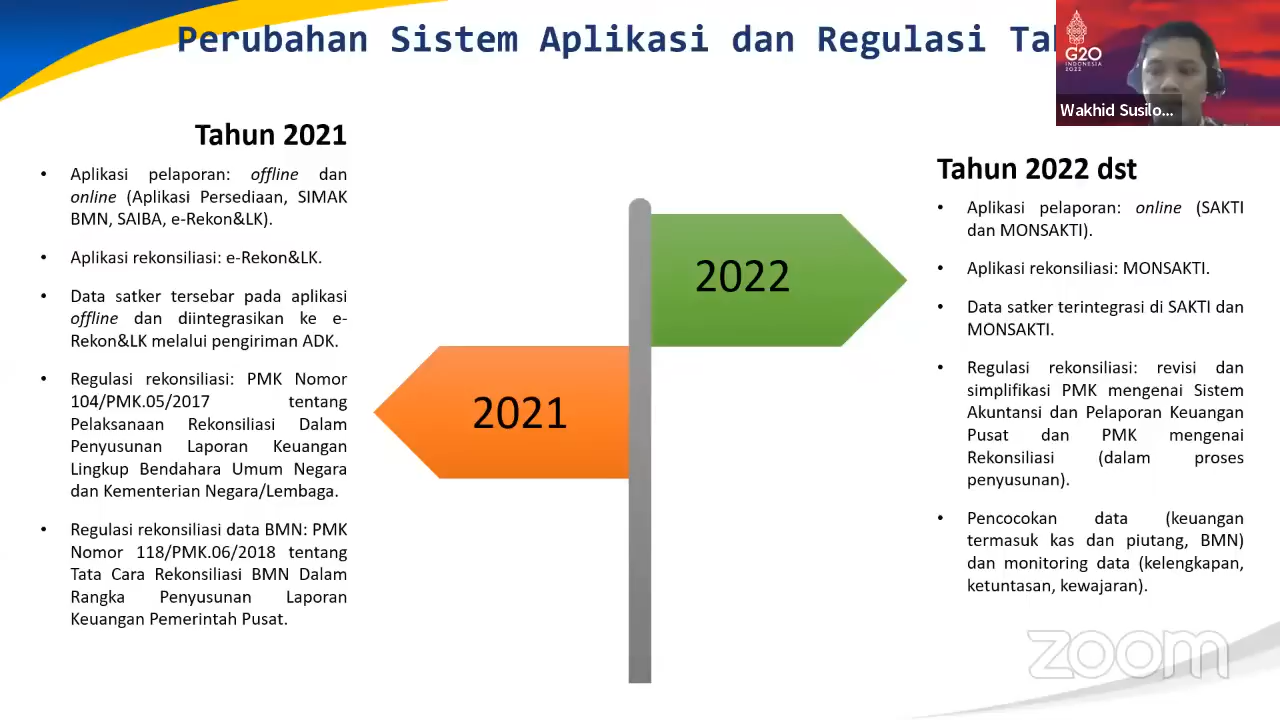 Perubahan Sistem Aplikasi dan Regulasi
G20
INDONESIA
2022
Wakhid Susilo...
Tahun 2021
• Aplikasi pelaporan: offline dan
online (Aplikasi Persediaan, SIMAK
BMN, SAIBA, e-Rekon&LK).
• Aplikasi rekonsiliasi: e-Rekon&LK.
• Data satker tersebar pada aplikasi
offline dan diintegrasikan ke e-
Rekon&LK melalui pengiriman ADK.
• Regulasi rekonsiliasi: PMK Nomor
104/PMK.05/2017 tentang
Pelaksanaan Rekonsiliasi Dalam
Penyusunan Laporan Keuangan
Lingkup Bendahara Umum Negara
dan Kementerian Negara/Lembaga.
• Regulasi rekonsiliasi data BMN: PMK
Nomor 118/PMK.06/2018 tentang
Tata Cara Rekonsiliasi BMN Dalam
Rangka Penyusunan Laporan
Keuangan Pemerintah Pusat.
2022
2021
Tahun 2022 dst
• Aplikasi pelaporan: online (SAKTI
dan MONSAKTI).
• Aplikasi rekonsiliasi: MONSAKTI.
• Data satker terintegrasi di SAKTI dan
MONSAKTI.
• Regulasi rekonsiliasi: revisi dan
simplifikasi PMK mengenai Sistem
Akuntansi dan Pelaporan Keuangan
Pusat dan PMK mengenai
Rekonsiliasi (dalam proses
penyusunan).
• Pencocokan data (keuangan
termasuk kas dan piutang, BMN)
dan monitoring data (kelengkapan,
ketuntasan, kewajaran).
zoom